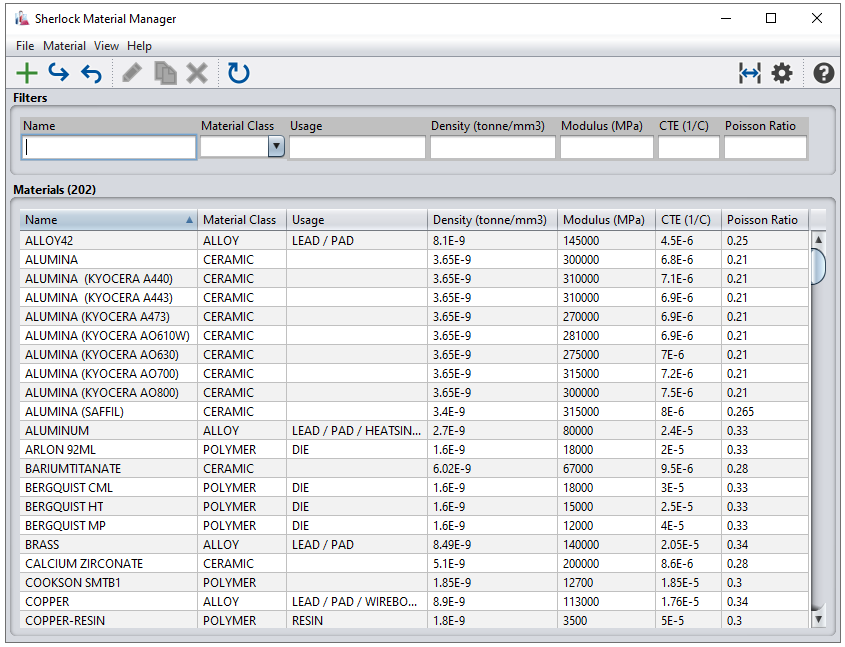 Sherlock Material Manager
File Material View Help
Filters
Name Material Class Usage Density (tonne/mm3) Modulus (MPa) CTE (1/C) Poisson Ratio
Materials (202)
Name Material Class Usage Density (tonne/mm3) Modulus (MPa) CTE (1/C) Poisson Ratio
ALLOY42 ALLOY LEAD / PAD 8.1E-9 145000 4.5E-6 0.25
ALUMINA CERAMIC 3.65E-9 300000 6.8E-6 0.21
ALUMINA (KYOCERA A440) CERAMIC 3.65E-9 310000 7.1E-6 0.21
ALUMINA (KYOCERA A443) CERAMIC 3.65E-9 310000 6.9E-6 0.21
ALUMINA (KYOCERA A473) CERAMIC 3.65E-9 270000 6.9E-6 0.21
ALUMINA (KYOCERA AO610W) CERAMIC 3.65E-9 281000 6.9E-6 0.21
ALUMINA (KYOCERA AO630) CERAMIC 3.65E-9 275000 7E-6 0.21
ALUMINA (KYOCERA AO700) CERAMIC 3.65E-9 315000 7.2E-6 0.21
ALUMINA (KYOCERA AO800) CERAMIC 3.65E-9 300000 7.5E-6 0.21
ALUMINA (SAFFIL) CERAMIC 3.4E-9 315000 8E-6 0.265
ALUMINUM ALLOY LEAD / PAD / HEATSIN... 2.7E-9 80000 2.4E-5 0.33
ARLON 92ML POLYMER DIE 1.6E-9 18000 2E-5 0.33
BARIUMTITANATE CERAMIC 6.02E-9 67000 9.5E-6 0.28
BERGQUIST CML POLYMER DIE 1.6E-9 18000 3E-5 0.33
BERGQUIST HT POLYMER DIE 1.6E-9 15000 2.5E-5 0.33
BERGQUIST MP POLYMER DIE 1.6E-9 12000 4E-5 0.33
BRASS ALLOY LEAD / PAD 8.49E-9 140000 2.05E-5 0.34
CALCIUM ZIRCONATE CERAMIC 5.1E-9 200000 8.6E-6 0.28
COOKSON SMTB1 POLYMER 1.85E-9 12700 1.85E-5 0.3
COPPER ALLOY LEAD / PAD / WIREBO... 8.9E-9 113000 1.76E-5 0.34
COPPER-RESIN POLYMER RESIN 1.8E-9 3500 5E-5 0.3